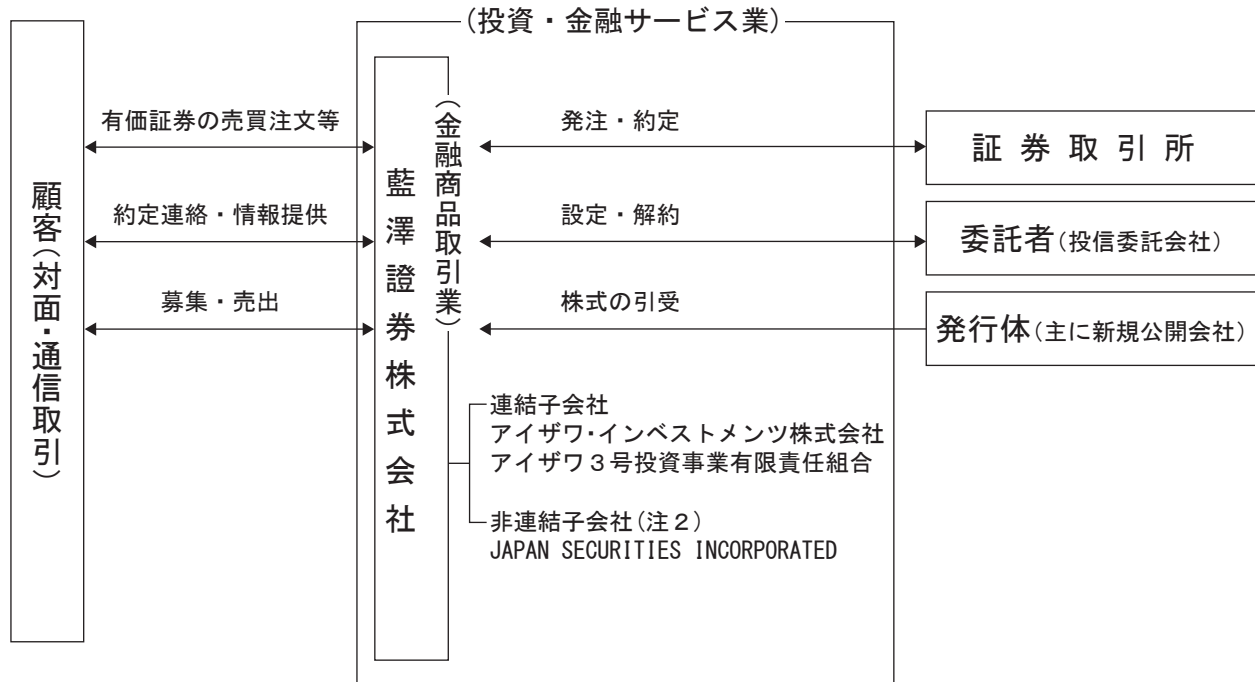 (投資・金融サービス業)
顧客(対面・通信取引)
有価証券の売買注文等
約定連絡・情報提供
募集・売出
藍澤證券株式会社
(金融商品取引業)
発注・約定
設定・解約
株式の引受
証券取引所
委託者(投信委託会社)
発行体(主に新規公開会社)
連結子会社
アイザワ・インベストメンツ株式会社
アイザワ3号投資事業有限責任組合
非連結子会社(注2)
JAPAN SECURITIES INCORPORATED